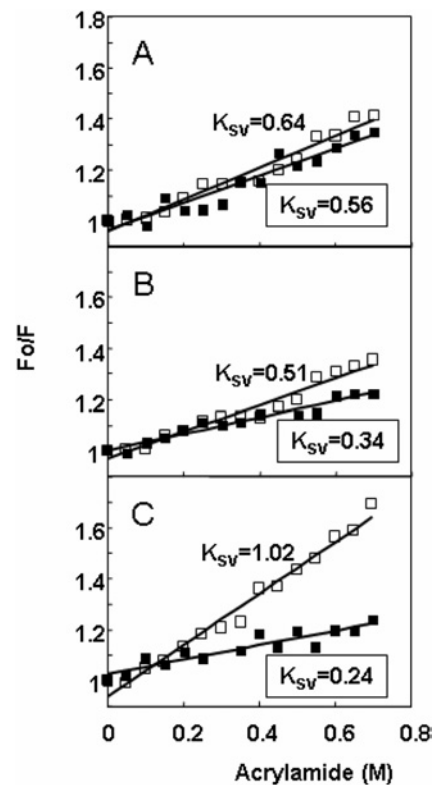 1.8
A
1.6
K_SV=0.64
1.4
1.2
K_SV=0.56
1
B
1.6
1.4
K_SV=0.51
1.2
K_SV=0.34
1
Fo/F
C
1.6
K_SV=1.02
1.4
1.2
K_SV=0.24
1
0 0.2 0.4 0.6 0.8
Acrylamide (M)